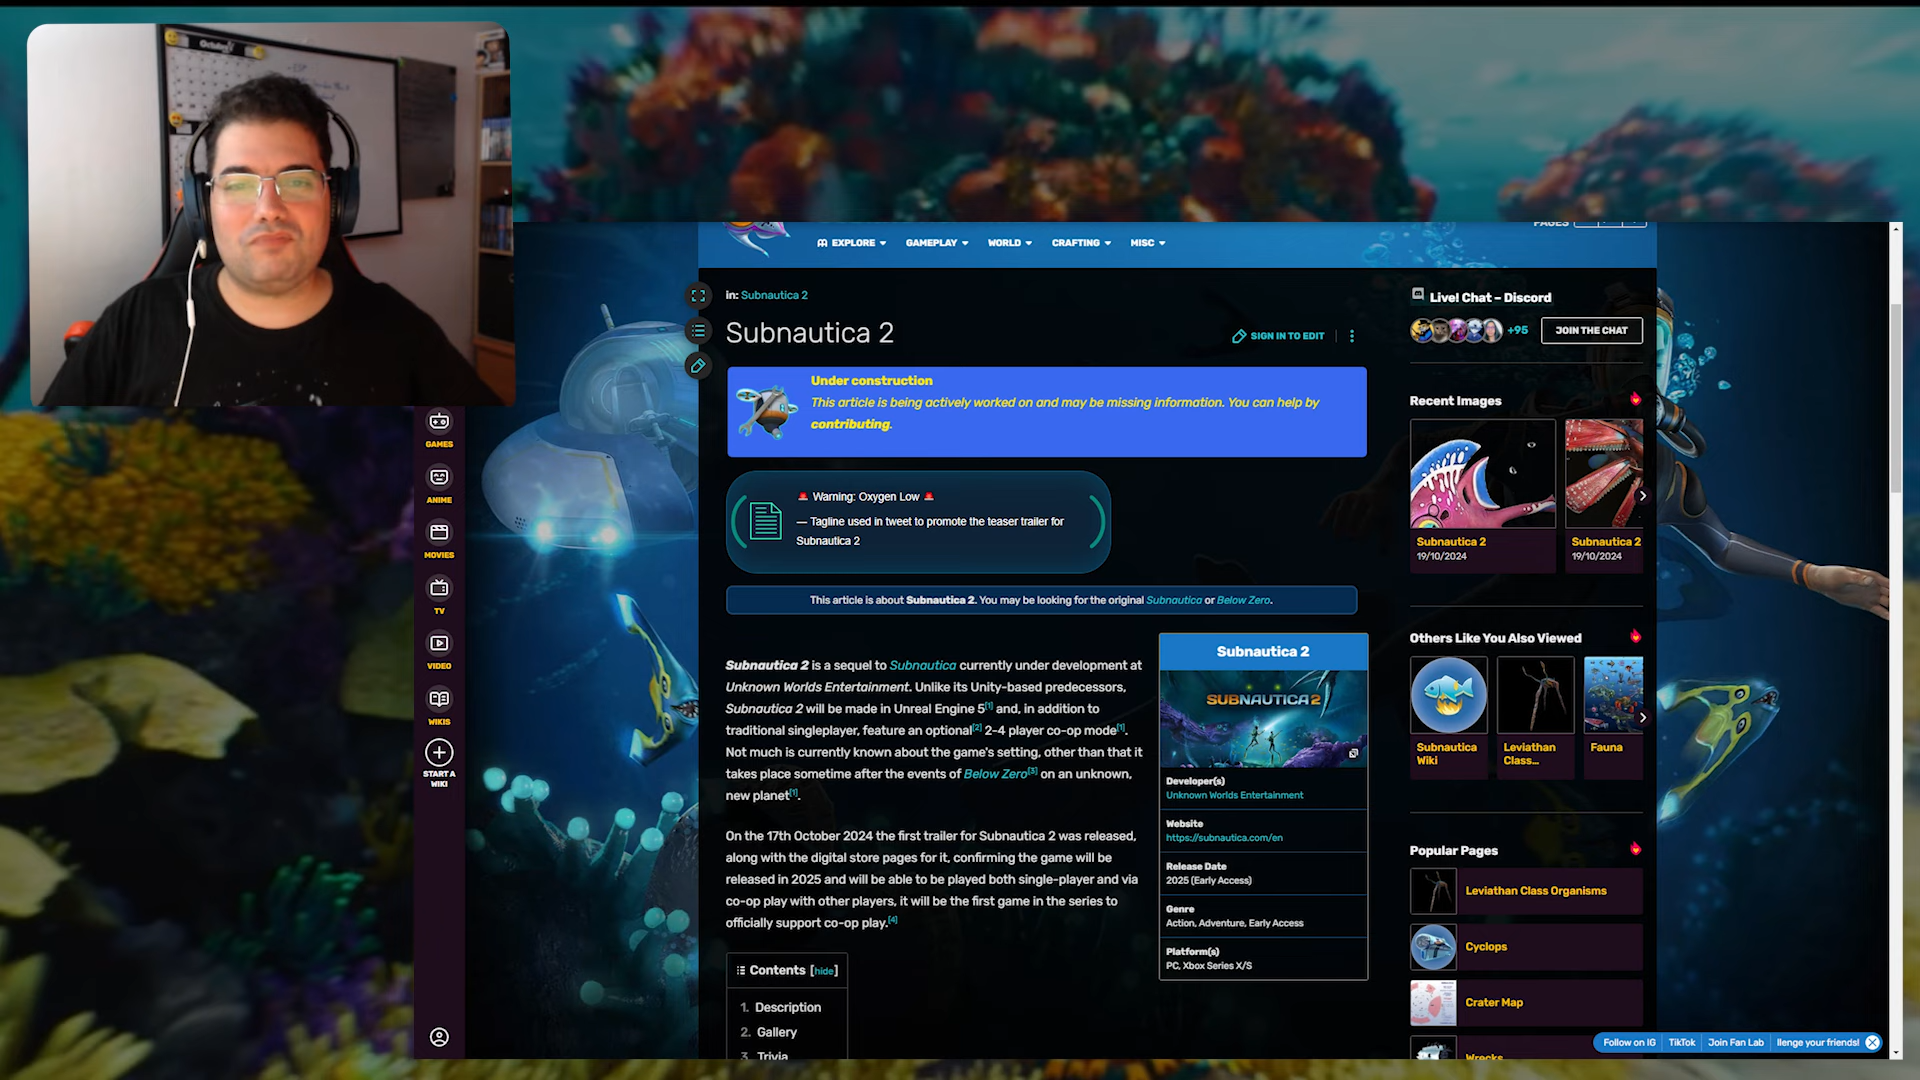 October
PAGES
EXPLORE
GAMEPLAY
WORLD
CRAFTING
MISC
in: Subnautica 2
Subnautica 2
SIGN IN TO EDIT
Under construction
This article is being actively worked on and may be missing information. You can help by
contributing.
🚨 Warning: Oxygen Low 🚨
— Tagline used in tweet to promote the teaser trailer for
Subnautica 2
This article is about Subnautica 2. You may be looking for the original Subnautica or Below Zero.
Subnautica 2 is a sequel to Subnautica currently under development at
Unknown Worlds Entertainment. Unlike its Unity-based predecessors,
Subnautica 2 will be made in Unreal Engine 5[1] and, in addition to
traditional singleplayer, feature an optional[2] 2-4 player co-op mode[1].
Not much is currently known about the game's setting, other than that it
takes place sometime after the events of Below Zero[3] on an unknown,
new planet[1].
On the 17th October 2024 the first trailer for Subnautica 2 was released,
along with the digital store pages for it, confirming the game will be
released in 2025 and will be able to be played both single-player and via
co-op play with other players, it will be the first game in the series to
officially support co-op play.[4]
Contents [hide]
1. Description
2. Gallery
3. Trivia
Subnautica 2
SUBNAUTICA 2
Developer(s)
Unknown Worlds Entertainment
Website
https://subnautica.com/en
Release Date
2025 (Early Access)
Genre
Action, Adventure, Early Access
Platform(s)
PC, Xbox Series X/S
GAMES
ANIME
MOVIES
TV
VIDEO
WIKIS
START A
WIKI
Live! Chat – Discord
+95
JOIN THE CHAT
Recent Images
Subnautica 2
19/10/2024
Subnautica 2
19/10/2024
Others Like You Also Viewed
Subnautica
Wiki
Leviathan
Class...
Fauna
Popular Pages
Leviathan Class Organisms
Cyclops
Crater Map
Wrecks
Follow on IG
TikTok
Join Fan Lab
llenge your friends!